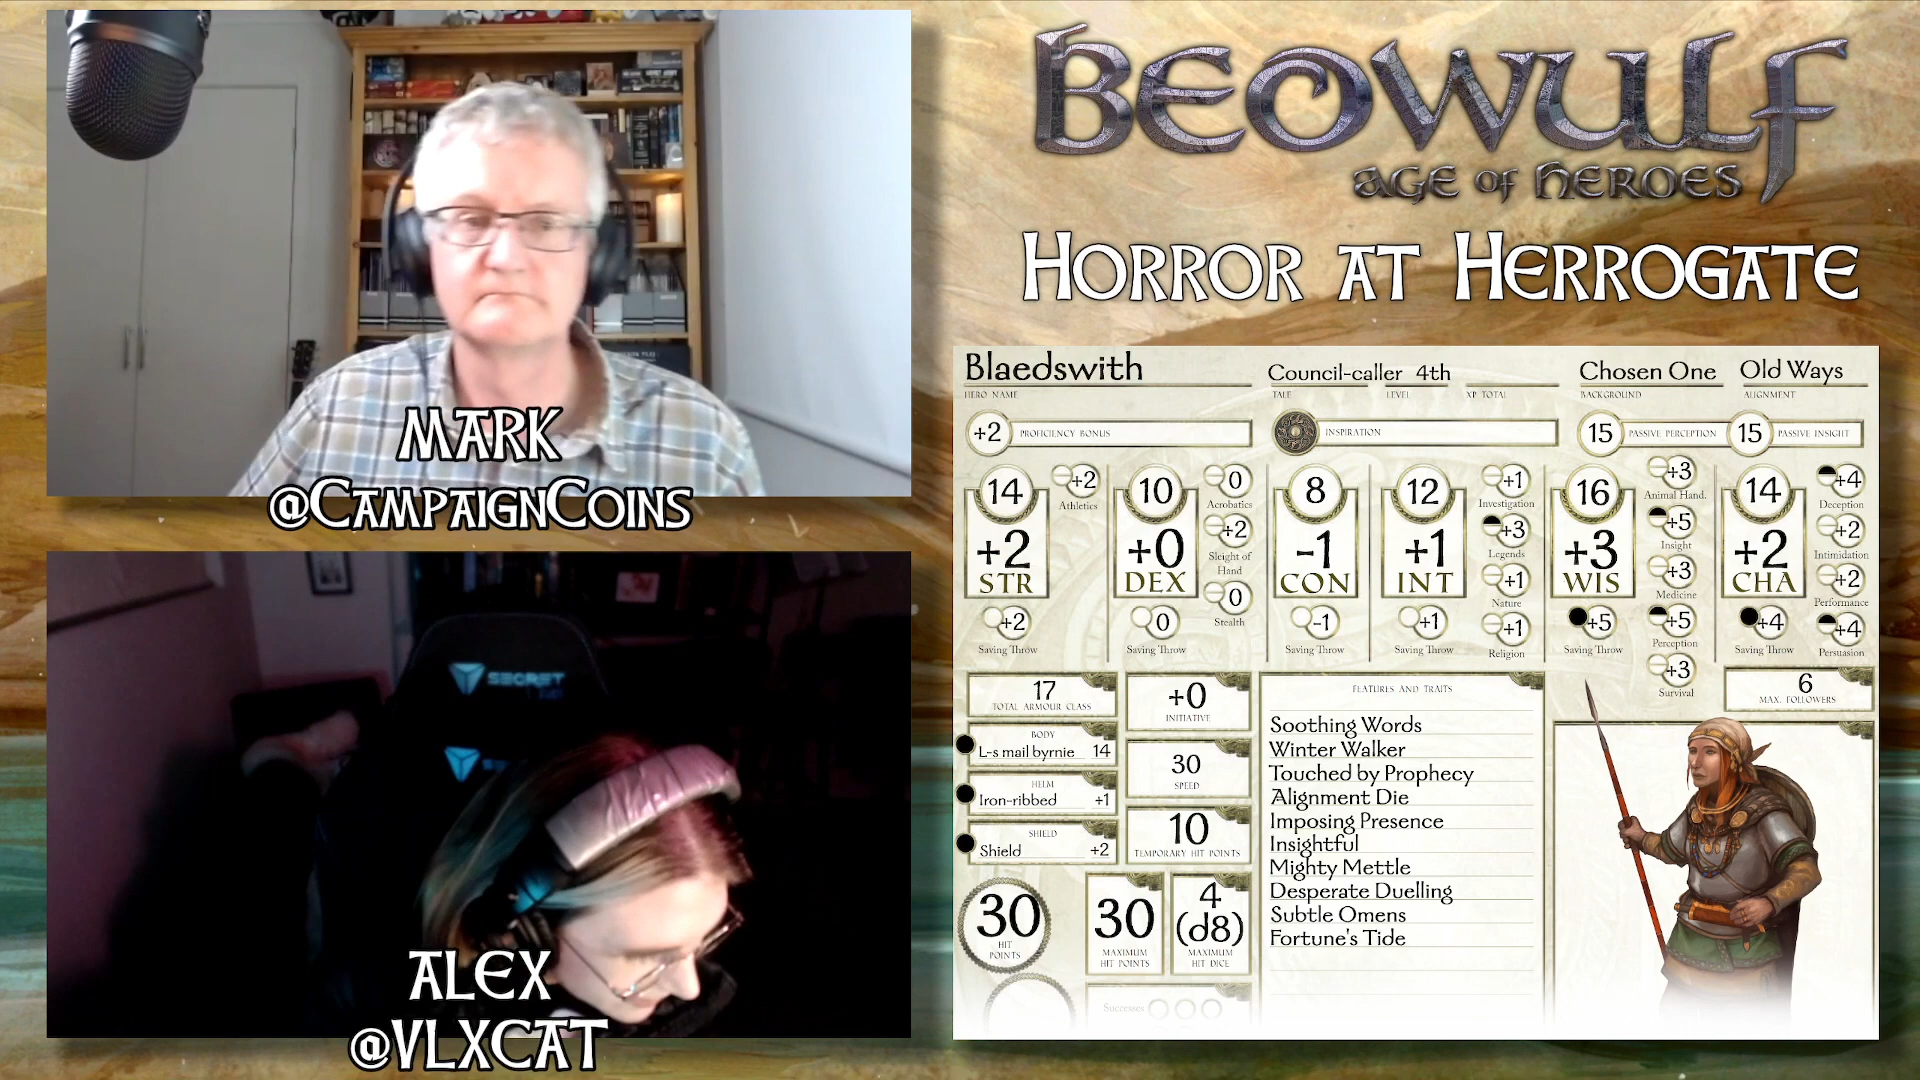 BEOWULF
AGE OF HEROES
HORROR AT HERROGATE
MARK
@CAMPAIGNCOINS
SECRET
ALEX
@VLXCAT
Blaedswith
HERO NAME
Council-caller 4th
TALE LEVEL XP TOTAL
Chosen One
BACKGROUND
Old Ways
ALIGNMENT
+2 PROFICIENCY BONUS
INSPIRATION
15 PASSIVE PERCEPTION
15 PASSIVE INSIGHT
14
+2
STR
+2
Athletics
+2
Saving Throw
10
+0
DEX
0
Acrobatics
+2
Sleight of
Hand
0
Stealth
0
Saving Throw
8
-1
CON
-1
Saving Throw
12
+1
INT
+1
Investigation
+3
Legends
+1
Nature
+1
Religion
+1
Saving Throw
16
+3
WIS
+3
Animal Hand.
+5
Insight
+3
Medicine
+5
Perception
+3
Survival
+5
Saving Throw
14
+2
CHA
+4
Deception
+2
Intimidation
+2
Performance
+4
Persuasion
+4
Saving Throw
17
TOTAL ARMOUR CLASS
BODY
L-s mail byrnie 14
HELM
Iron-ribbed +1
SHIELD
Shield +2
+0
INITIATIVE
30
SPEED
10
TEMPORARY HIT POINTS
30
HIT
POINTS
30
MAXIMUM
HIT POINTS
4
(d8)
MAXIMUM
HIT DICE
Successes
FEATURES AND TRAITS
Soothing Words
Winter Walker
Touched by Prophecy
Alignment Die
Imposing Presence
Insightful
Mighty Mettle
Desperate Duelling
Subtle Omens
Fortune's Tide
6
MAX. FOLLOWERS